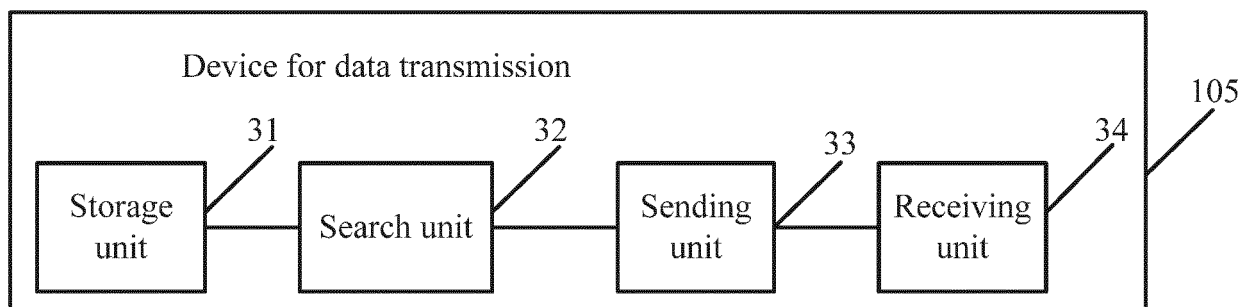 Device for data transmission
105
31
32
33
34
Storage
unit
Search unit
Sending
unit
Receiving
unit